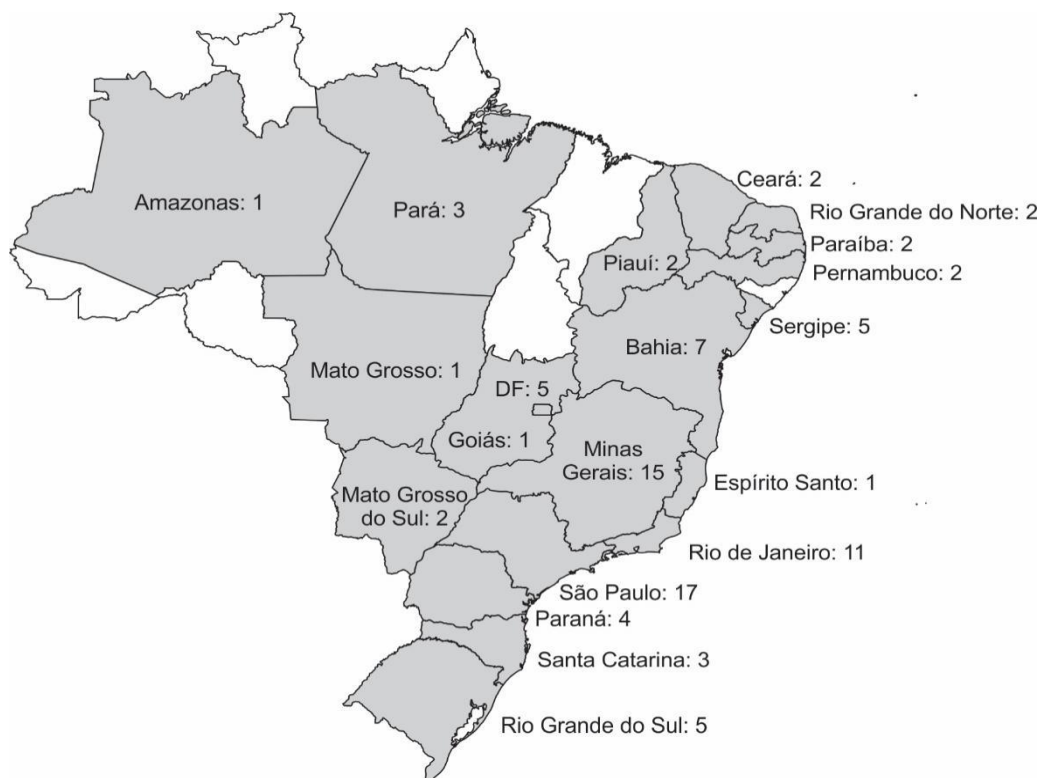 Ceará: 2
Amazonas: 1
Pará: 3
Rio Grande do Norte: 2
Paraíba: 2
Piauí: 2
Pernambuco: 2
Sergipe: 5
Bahia: 7
Mato Grosso: 1
DF: 5
Goiás: 1
Minas
Gerais: 15
Espírito Santo: 1
Mato Grosso
do Sul: 2
Rio de Janeiro: 11
São Paulo: 17
Paraná: 4
Santa Catarina: 3
Rio Grande do Sul: 5